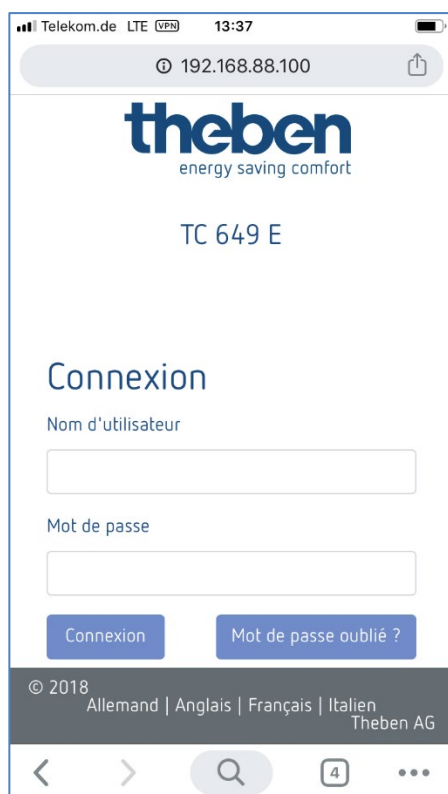 Telekom.de LTE VPN 13:37
192.168.88.100
theben
energy saving comfort
TC 649 E
Connexion
Nom d'utilisateur
Mot de passe
Connexion Mot de passe oublié ?
© 2018
Allemand | Anglais | Français | Italien
Theben AG
4